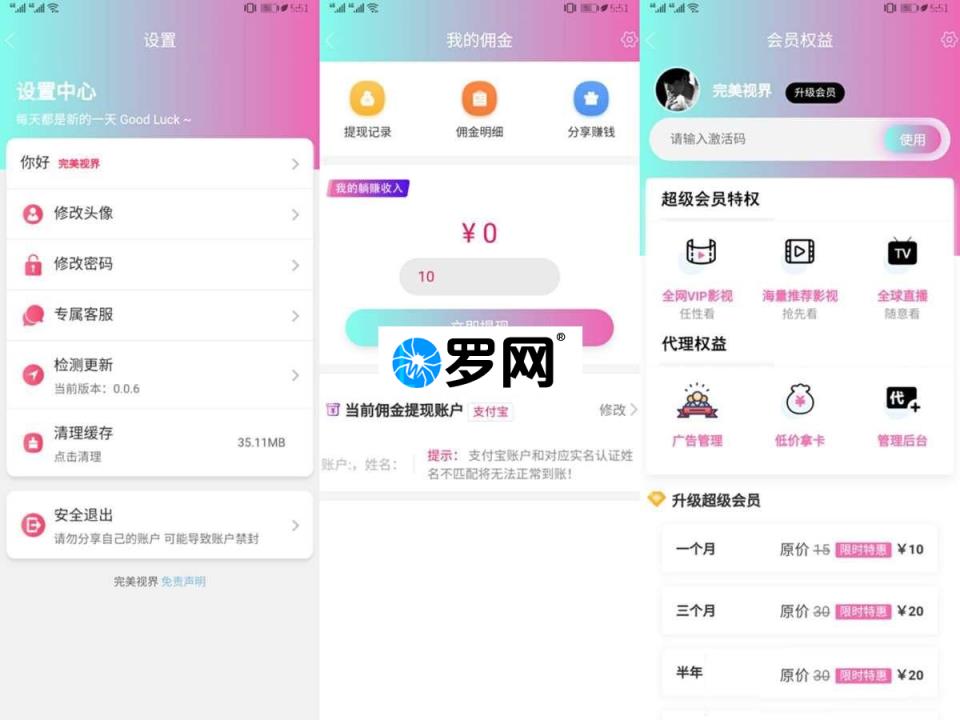 5:51
设置
设置中心
每天都是新的一天 Good Luck ~
你好 完美视界
修改头像
修改密码
专属客服
检测更新
当前版本：0.0.6
清理缓存
点击清理
35.11MB
安全退出
请勿分享自己的账户 可能导致账户禁封
完美视界 免责声明
5:51
我的佣金
提现记录
佣金明细
分享赚钱
我的躺赚收入
¥ 0
10
罗网®
当前佣金提现账户 支付宝
修改
账户:，姓名：
提示： 支付宝账户和对应实名认证姓
名不匹配将无法正常到账！
5:51
会员权益
完美视界 升级会员
请输入激活码
使用
超级会员特权
TV
全网VIP影视
任性看
海量推荐影视
抢先看
全球直播
随意看
代理权益
代
广告管理
低价拿卡
管理后台
升级超级会员
一个月 原价 15 限时特惠 ¥10
三个月 原价 30 限时特惠 ¥20
半年 原价 30 限时特惠 ¥20